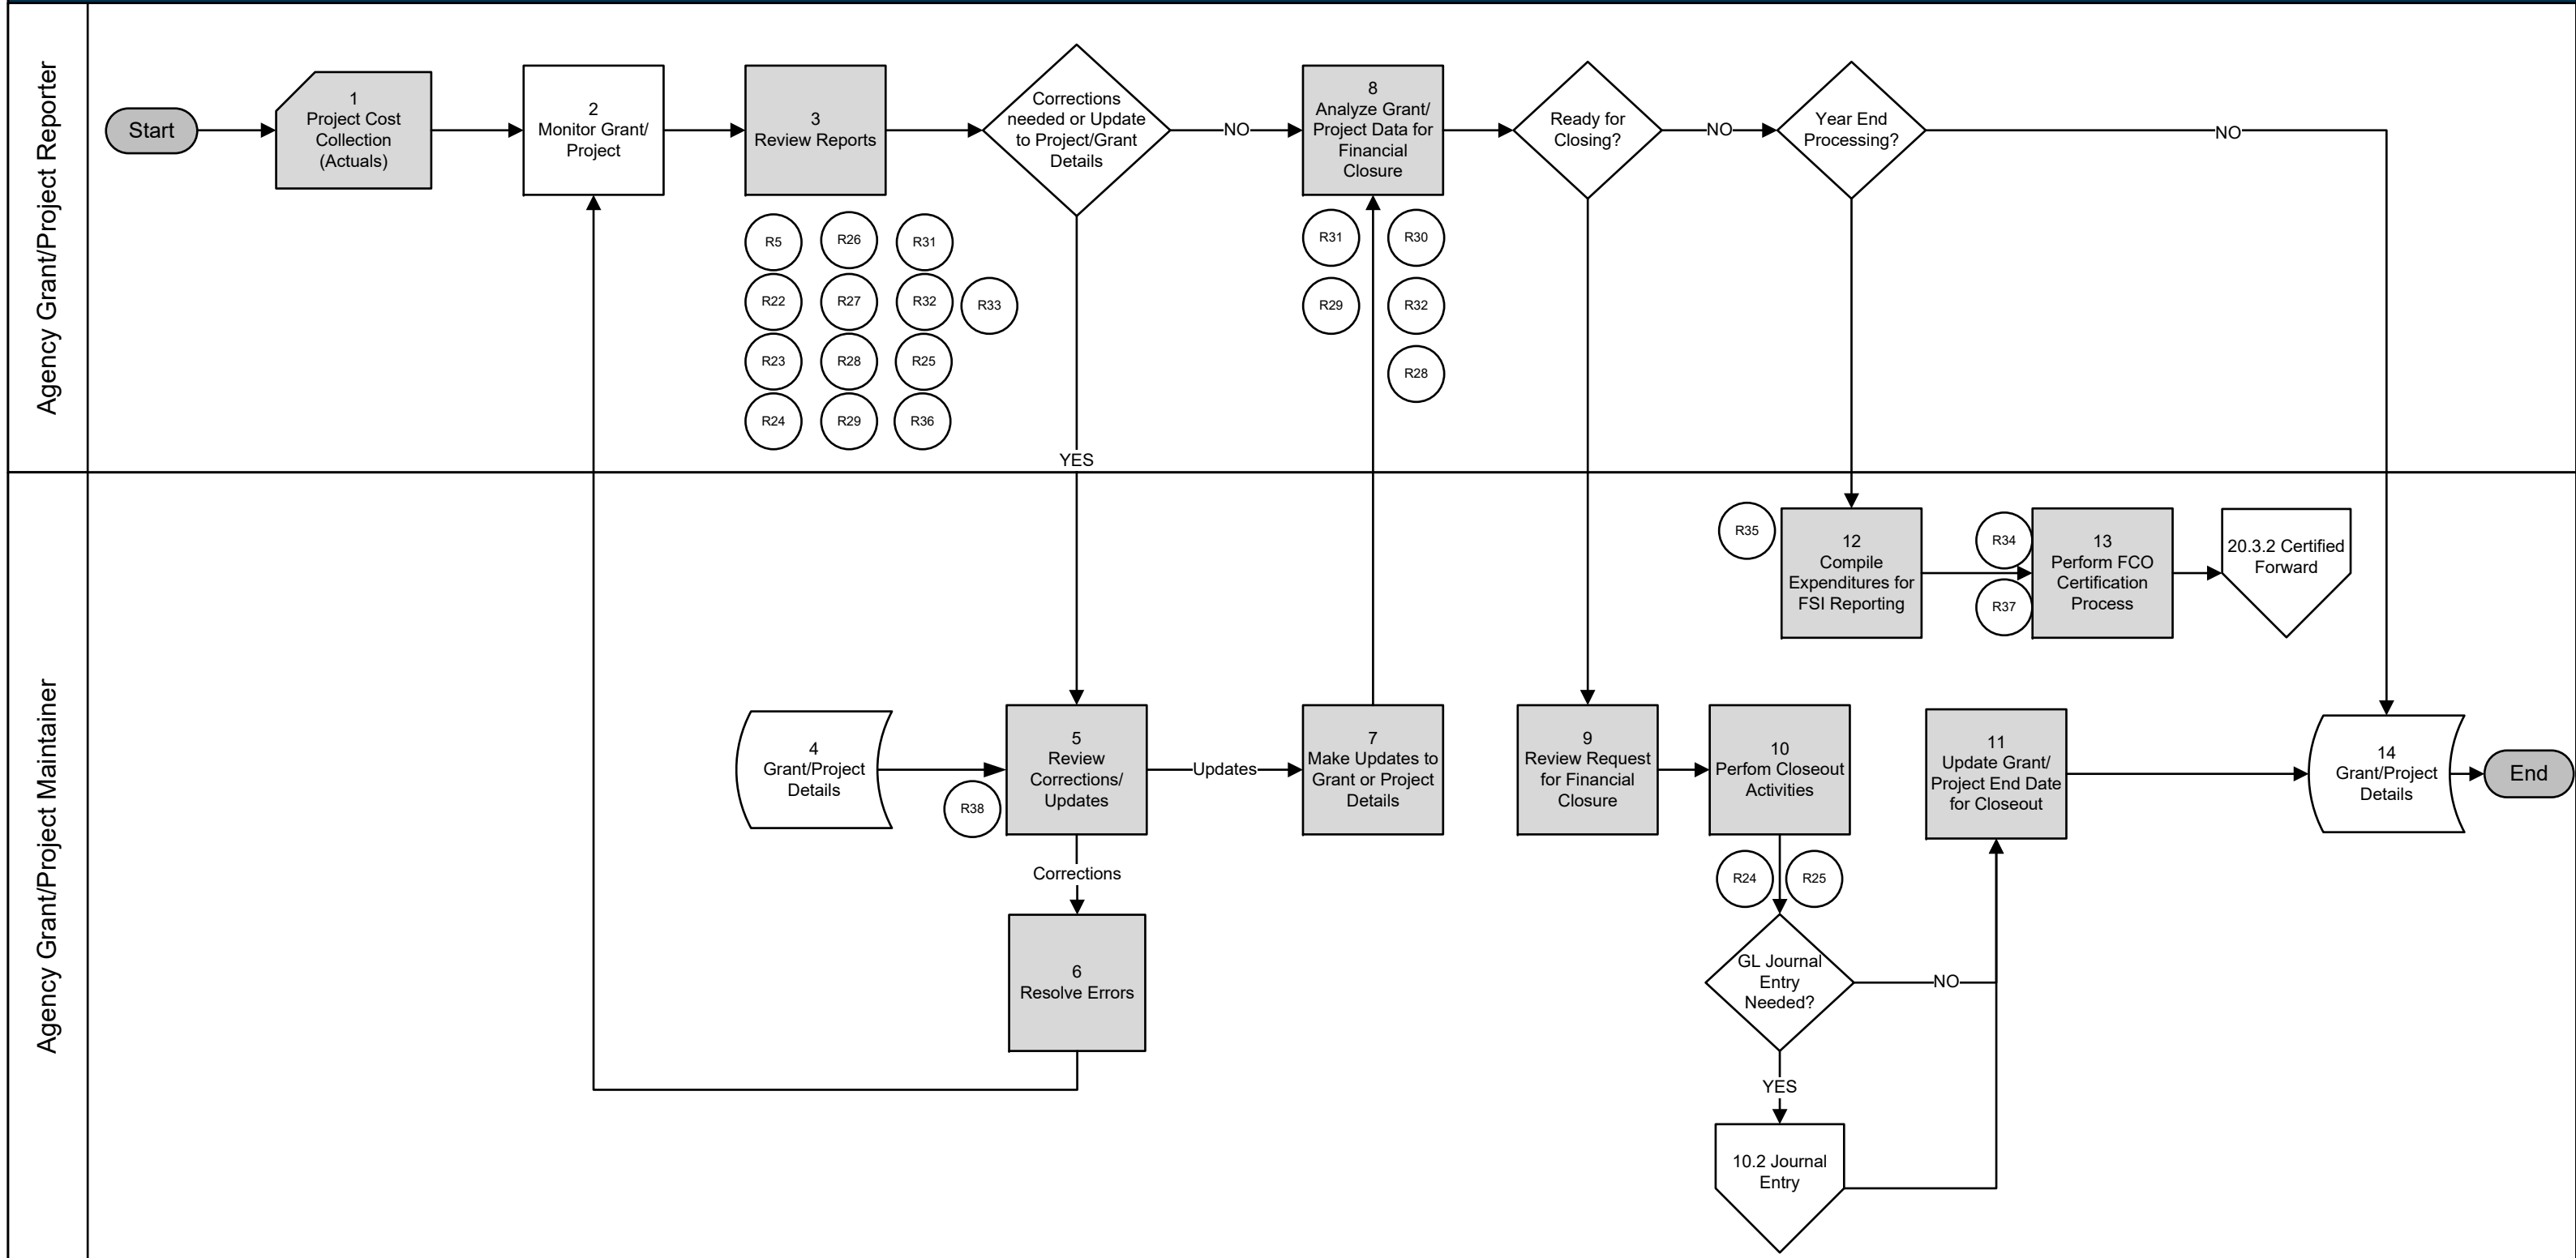 Agency Grant/Project Reporter
Start
1
Project Cost
Collection
(Actuals)
2
Monitor Grant/
Project
3
Review Reports
R5
R26
R31
R22
R27
R32
R33
R23
R28
R25
R24
R29
R36
Corrections
needed or Update
to Project/Grant
Details
NO
YES
8
Analyze Grant/
Project Data for
Financial
Closure
R31
R30
R29
R32
R28
Ready for
Closing?
NO
Year End
Processing?
NO
Agency Grant/Project Maintainer
R35
12
Compile
Expenditures for
FSI Reporting
R34
R37
13
Perform FCO
Certification
Process
20.3.2 Certified
Forward
4
Grant/Project
Details
R38
5
Review
Corrections/
Updates
Updates
7
Make Updates to
Grant or Project
Details
Corrections
6
Resolve Errors
9
Review Request
for Financial
Closure
10
Perfom Closeout
Activities
R24
R25
GL Journal
Entry
Needed?
NO
YES
10.2 Journal
Entry
11
Update Grant/
Project End Date
for Closeout
14
Grant/Project
Details
End